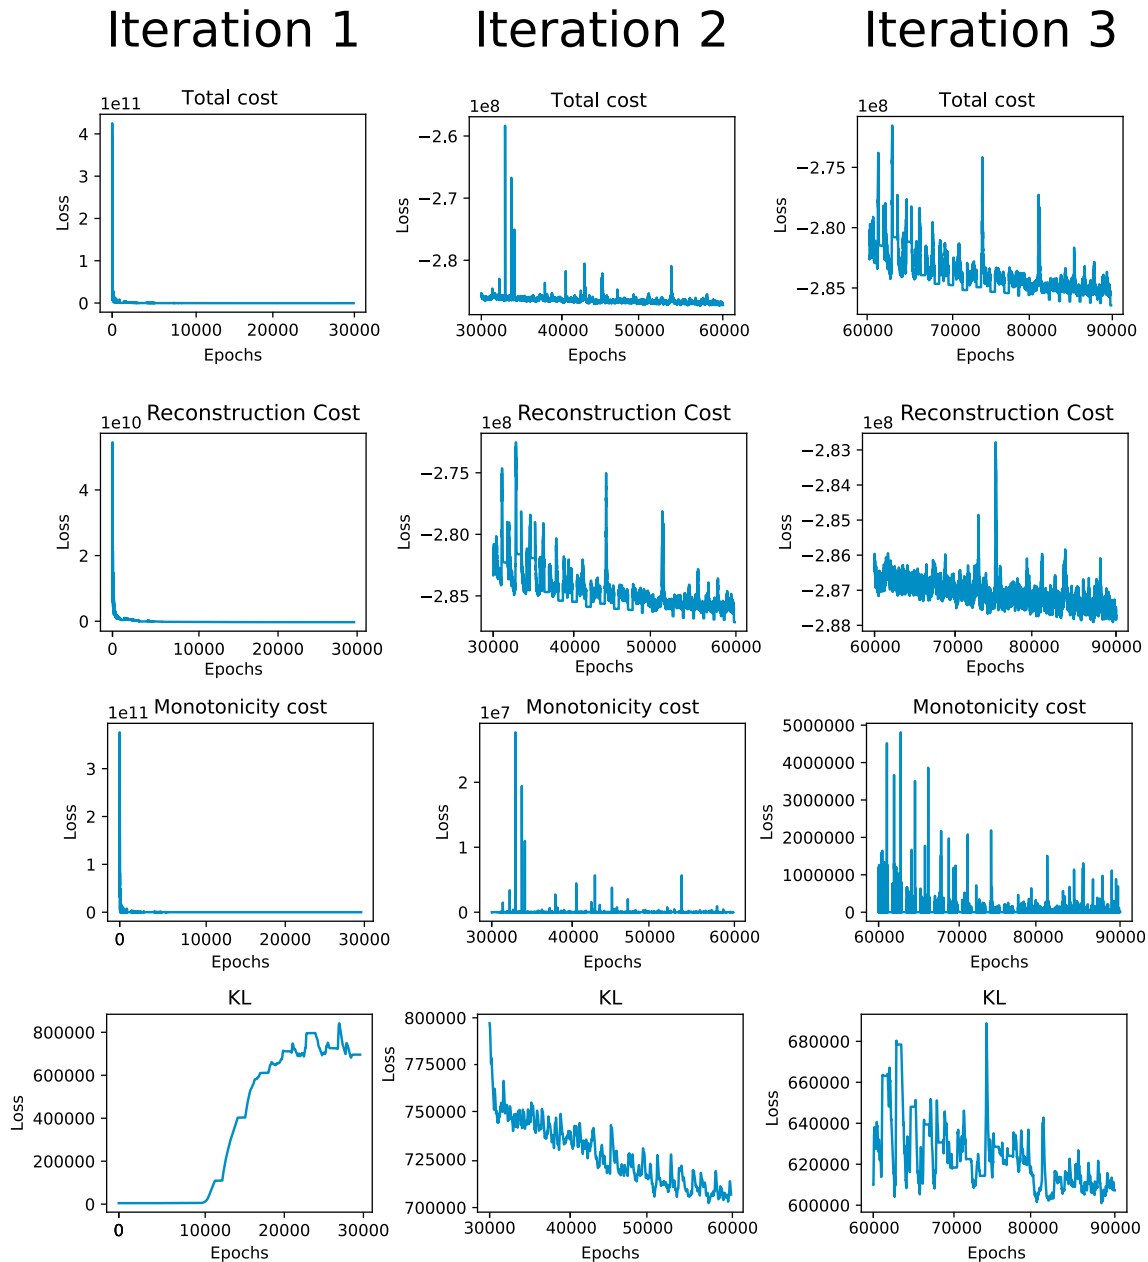 Iteration 1 Iteration 2 Iteration 3
Total cost
1e11
4
3
2
1
0
Loss
0 10000 20000 30000
Epochs
Total cost
1e8
−2.6
−2.7
−2.8
Loss
30000 40000 50000 60000
Epochs
Total cost
1e8
−2.75
−2.80
−2.85
Loss
60000 70000 80000 90000
Epochs
Reconstruction Cost
1e10
4
2
0
Loss
0 10000 20000 30000
Epochs
Reconstruction Cost
1e8
−2.75
−2.80
−2.85
Loss
30000 40000 50000 60000
Epochs
Reconstruction Cost
1e8
−2.83
−2.84
−2.85
−2.86
−2.87
−2.88
Loss
60000 70000 80000 90000
Epochs
Monotonicity cost
1e11
3
2
1
0
Loss
0 10000 20000 30000
Epochs
Monotonicity cost
1e7
2
1
0
Loss
30000 40000 50000 60000
Epochs
Monotonicity cost
5000000
4000000
3000000
2000000
1000000
0
Loss
60000 70000 80000 90000
Epochs
KL
800000
600000
400000
200000
0
Loss
0 10000 20000 30000
Epochs
KL
800000
775000
750000
725000
700000
Loss
30000 40000 50000 60000
Epochs
KL
680000
660000
640000
620000
600000
Loss
60000 70000 80000 90000
Epochs